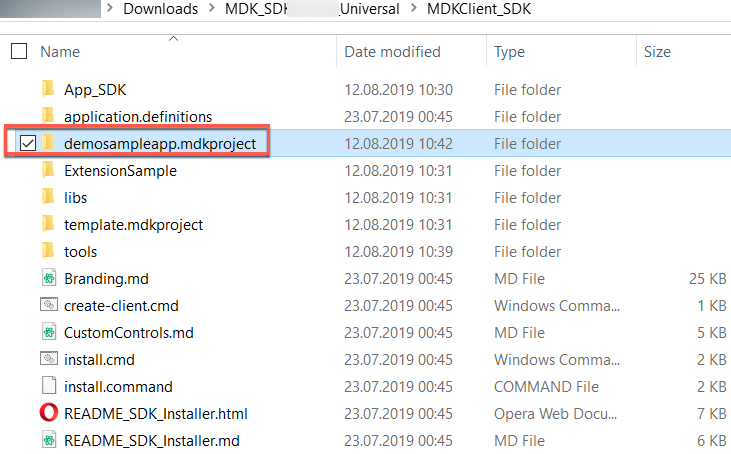 Downloads MDK_SDK _Universal MDKClient_SDK
Name Date modified Type Size
App_SDK 12.08.2019 10:30 File folder
application.definitions 23.07.2019 00:45 File folder
demosampleapp.mdkproject 12.08.2019 10:42 File folder
ExtensionSample 12.08.2019 10:31 File folder
libs 12.08.2019 10:31 File folder
template.mdkproject 12.08.2019 10:31 File folder
tools 12.08.2019 10:39 File folder
Branding.md 23.07.2019 00:45 MD File 25 KB
create-client.cmd 23.07.2019 00:45 Windows Comma... 1 KB
CustomControls.md 23.07.2019 00:45 MD File 5 KB
install.cmd 23.07.2019 00:45 Windows Comma... 1 KB
install.command 23.07.2019 00:45 COMMAND File 2 KB
README_SDK_Installer.html 23.07.2019 00:45 Opera Web Docu... 7 KB
README_SDK_Installer.md 23.07.2019 00:45 MD File 6 KB